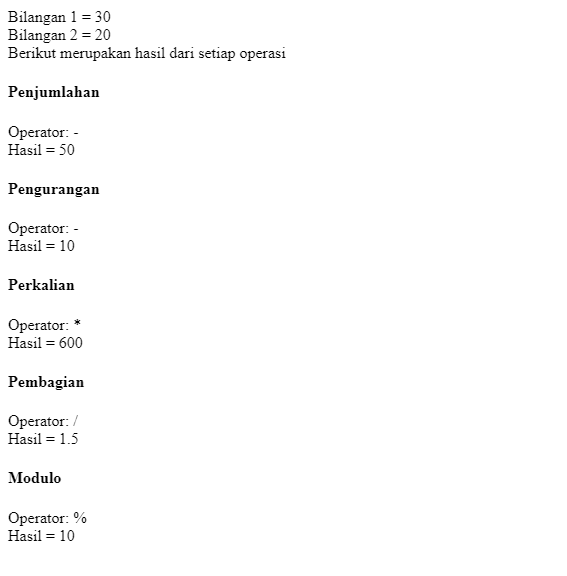 Bilangan 1 = 30
Bilangan 2 = 20
Berikut merupakan hasil dari setiap operasi
Penjumlahan
Operator: -
Hasil = 50
Pengurangan
Operator: -
Hasil = 10
Perkalian
Operator: *
Hasil = 600
Pembagian
Operator: /
Hasil = 1.5
Modulo
Operator: %
Hasil = 10